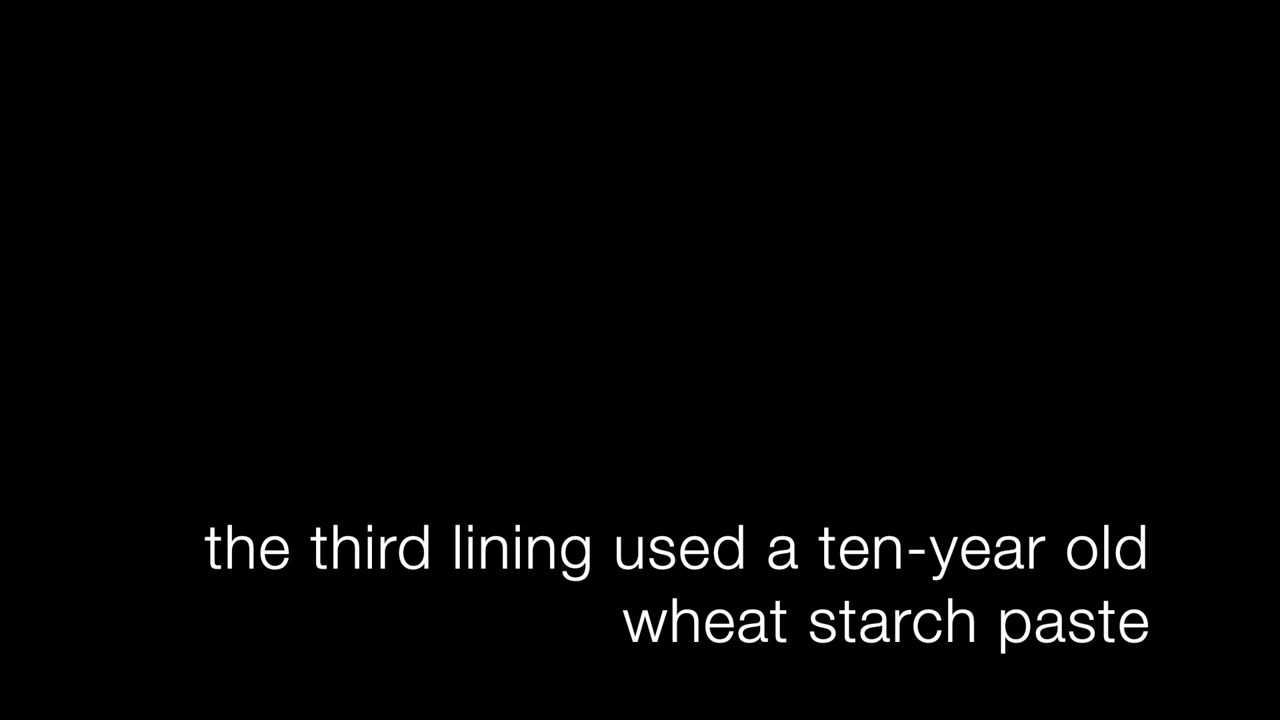 the third lining used a ten-year old
wheat starch paste